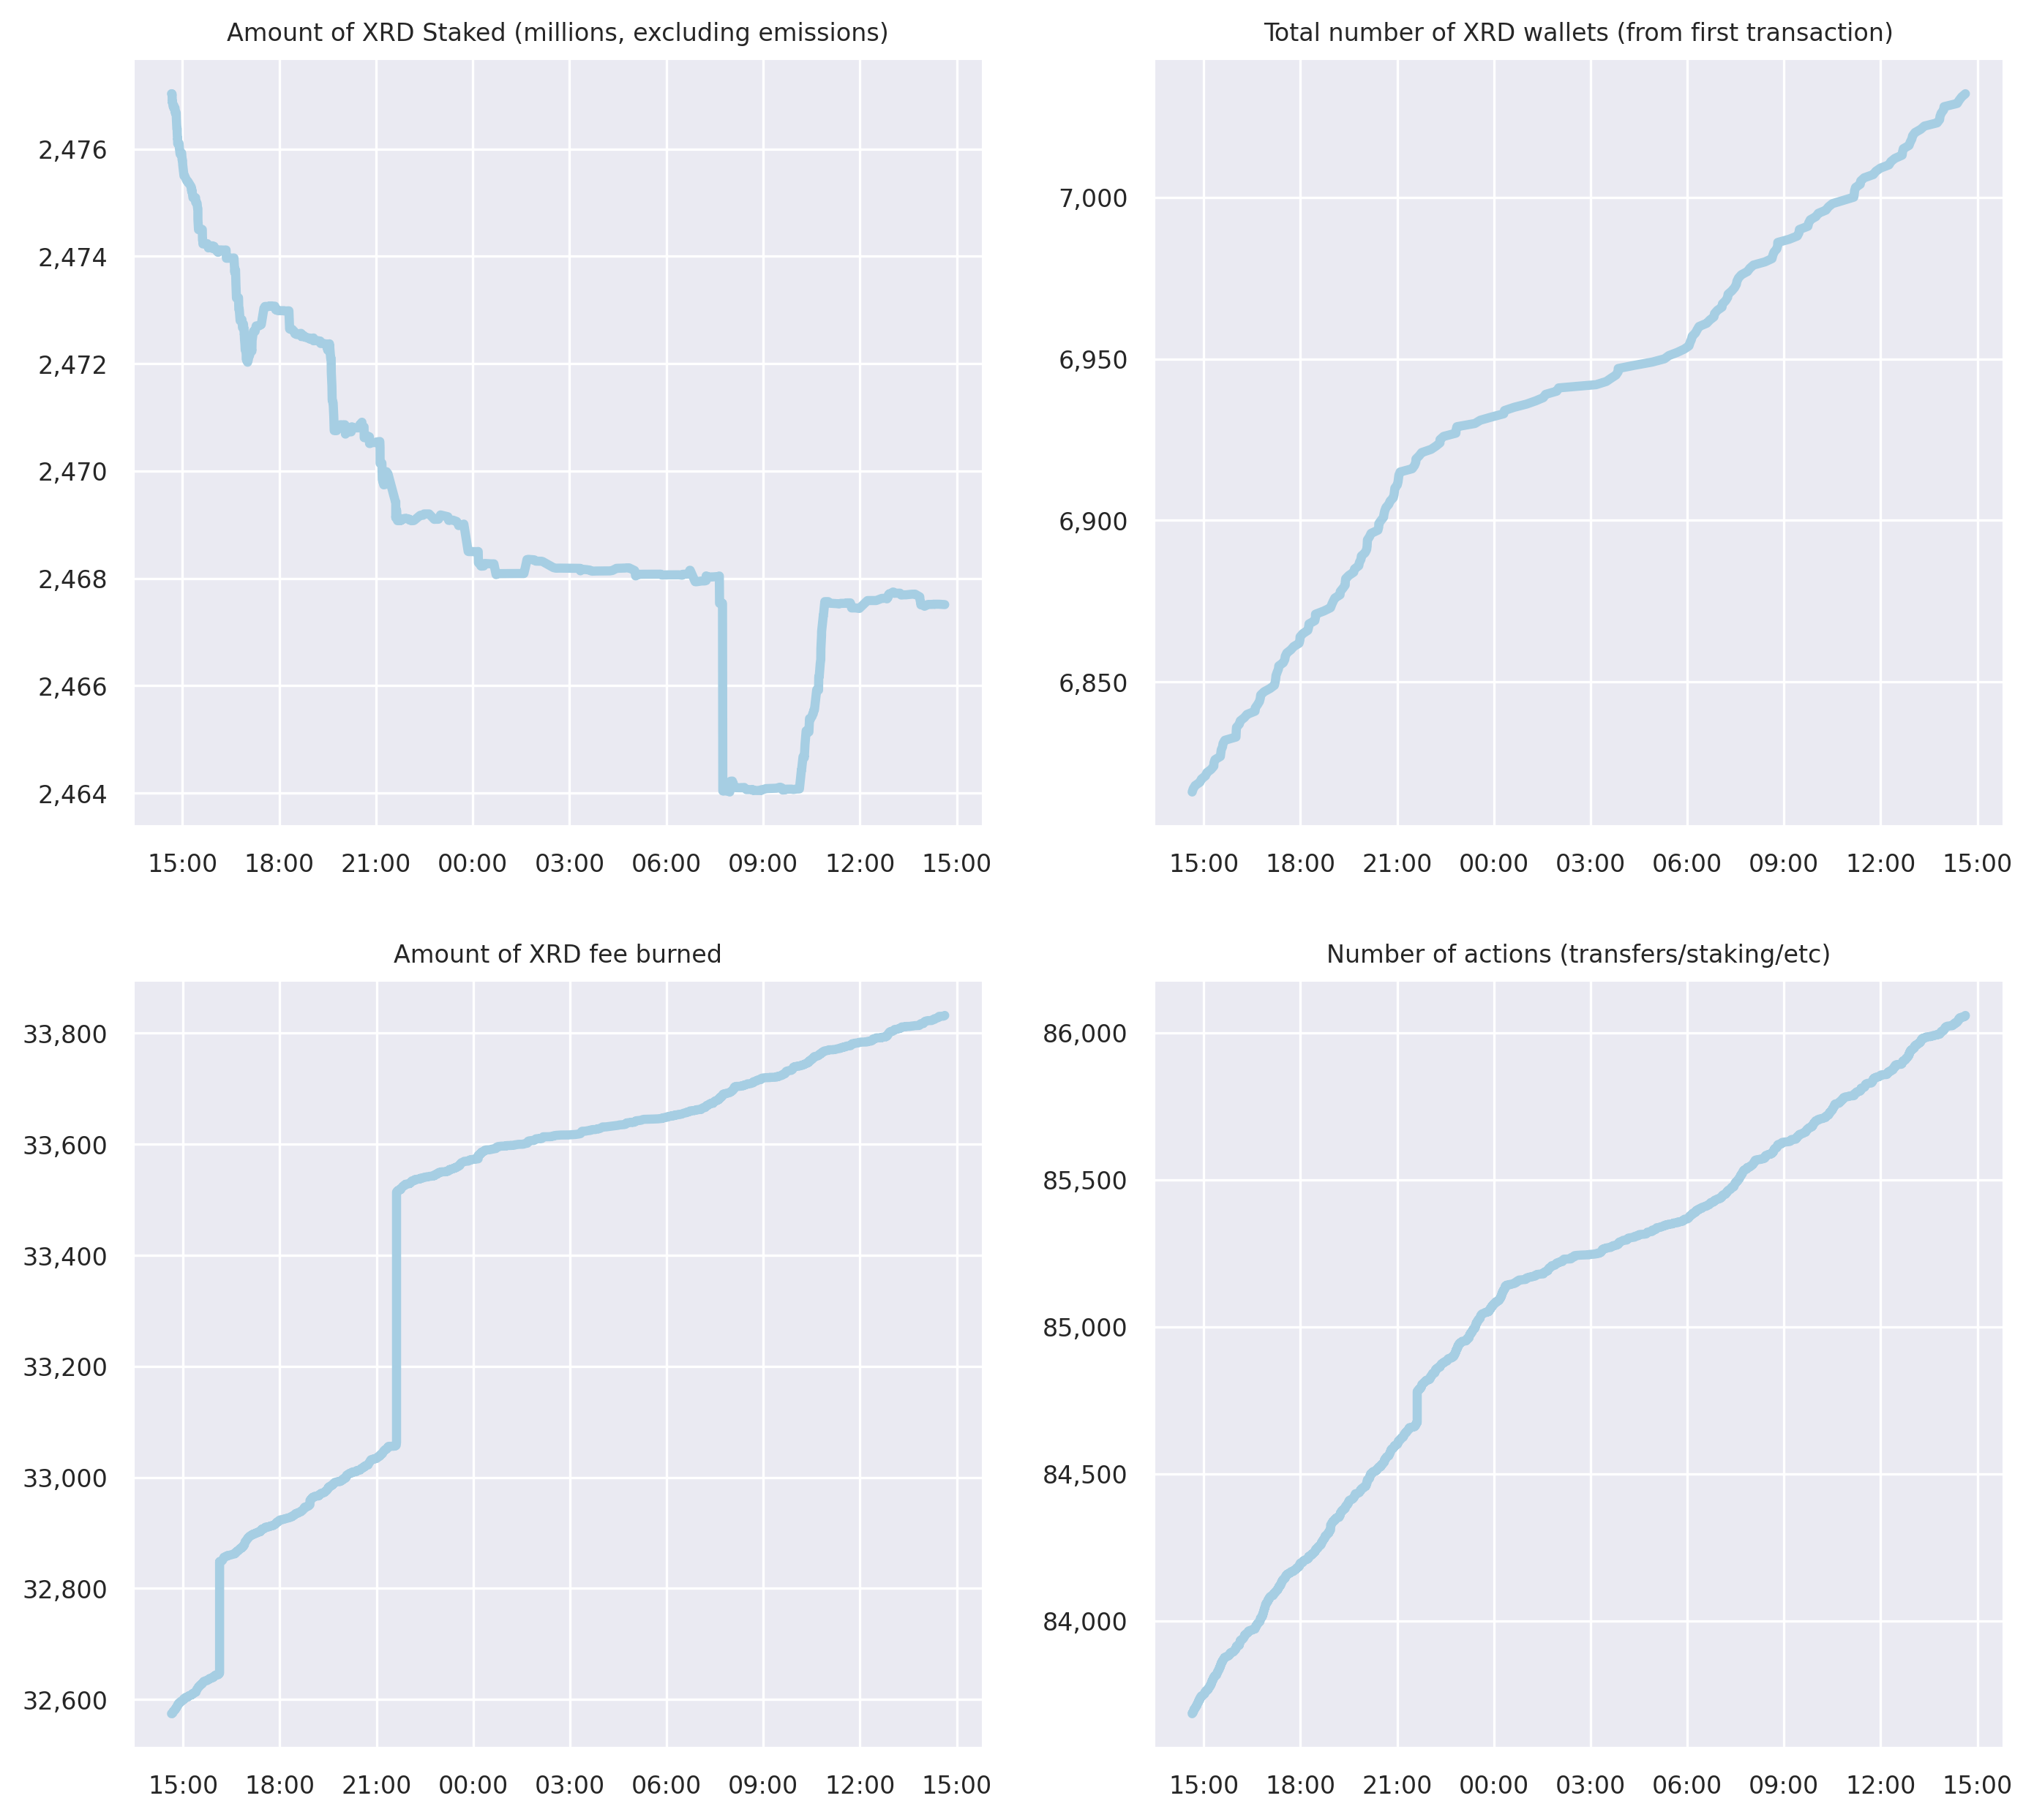 Amount of XRD Staked (millions, excluding emissions)
2,476
2,474
2,472
2,470
2,468
2,466
2,464
15:00 18:00 21:00 00:00 03:00 06:00 09:00 12:00 15:00
Total number of XRD wallets (from first transaction)
7,000
6,950
6,900
6,850
15:00 18:00 21:00 00:00 03:00 06:00 09:00 12:00 15:00
Amount of XRD fee burned
33,800
33,600
33,400
33,200
33,000
32,800
32,600
15:00 18:00 21:00 00:00 03:00 06:00 09:00 12:00 15:00
Number of actions (transfers/staking/etc)
86,000
85,500
85,000
84,500
84,000
15:00 18:00 21:00 00:00 03:00 06:00 09:00 12:00 15:00